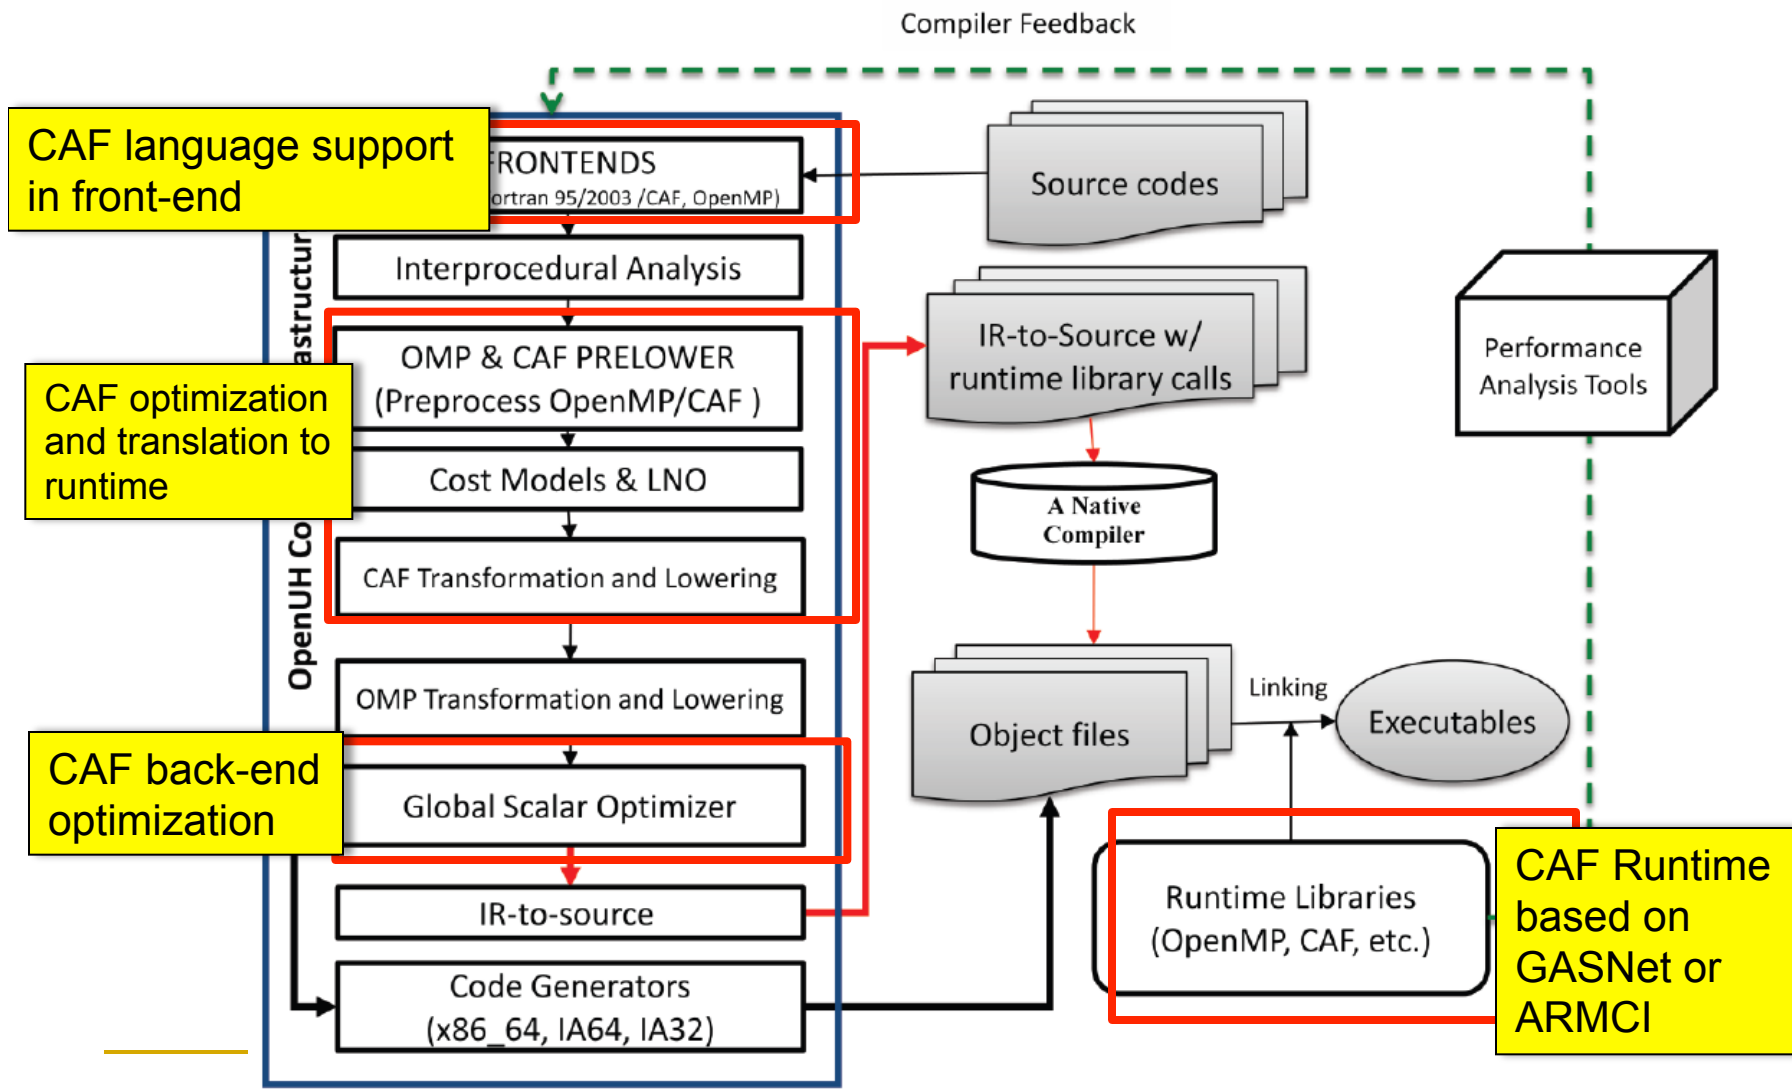 Compiler Feedback
CAF language support
in front-end
FRONTENDS
ortran 95/2003 /CAF, OpenMP)
Source codes
Interprocedural Analysis
OMP & CAF PRELOWER
(Preprocess OpenMP/CAF )
IR-to-Source w/
runtime library calls
Performance
Analysis Tools
CAF optimization
and translation to
runtime
Cost Models & LNO
A Native
Compiler
CAF Transformation and Lowering
OpenUH Co
astructur
OMP Transformation and Lowering
Object files
Linking
Executables
CAF back-end
optimization
Global Scalar Optimizer
IR-to-source
Runtime Libraries
(OpenMP, CAF, etc.)
CAF Runtime
based on
GASNet or
ARMCI
Code Generators
(x86_64, IA64, IA32)